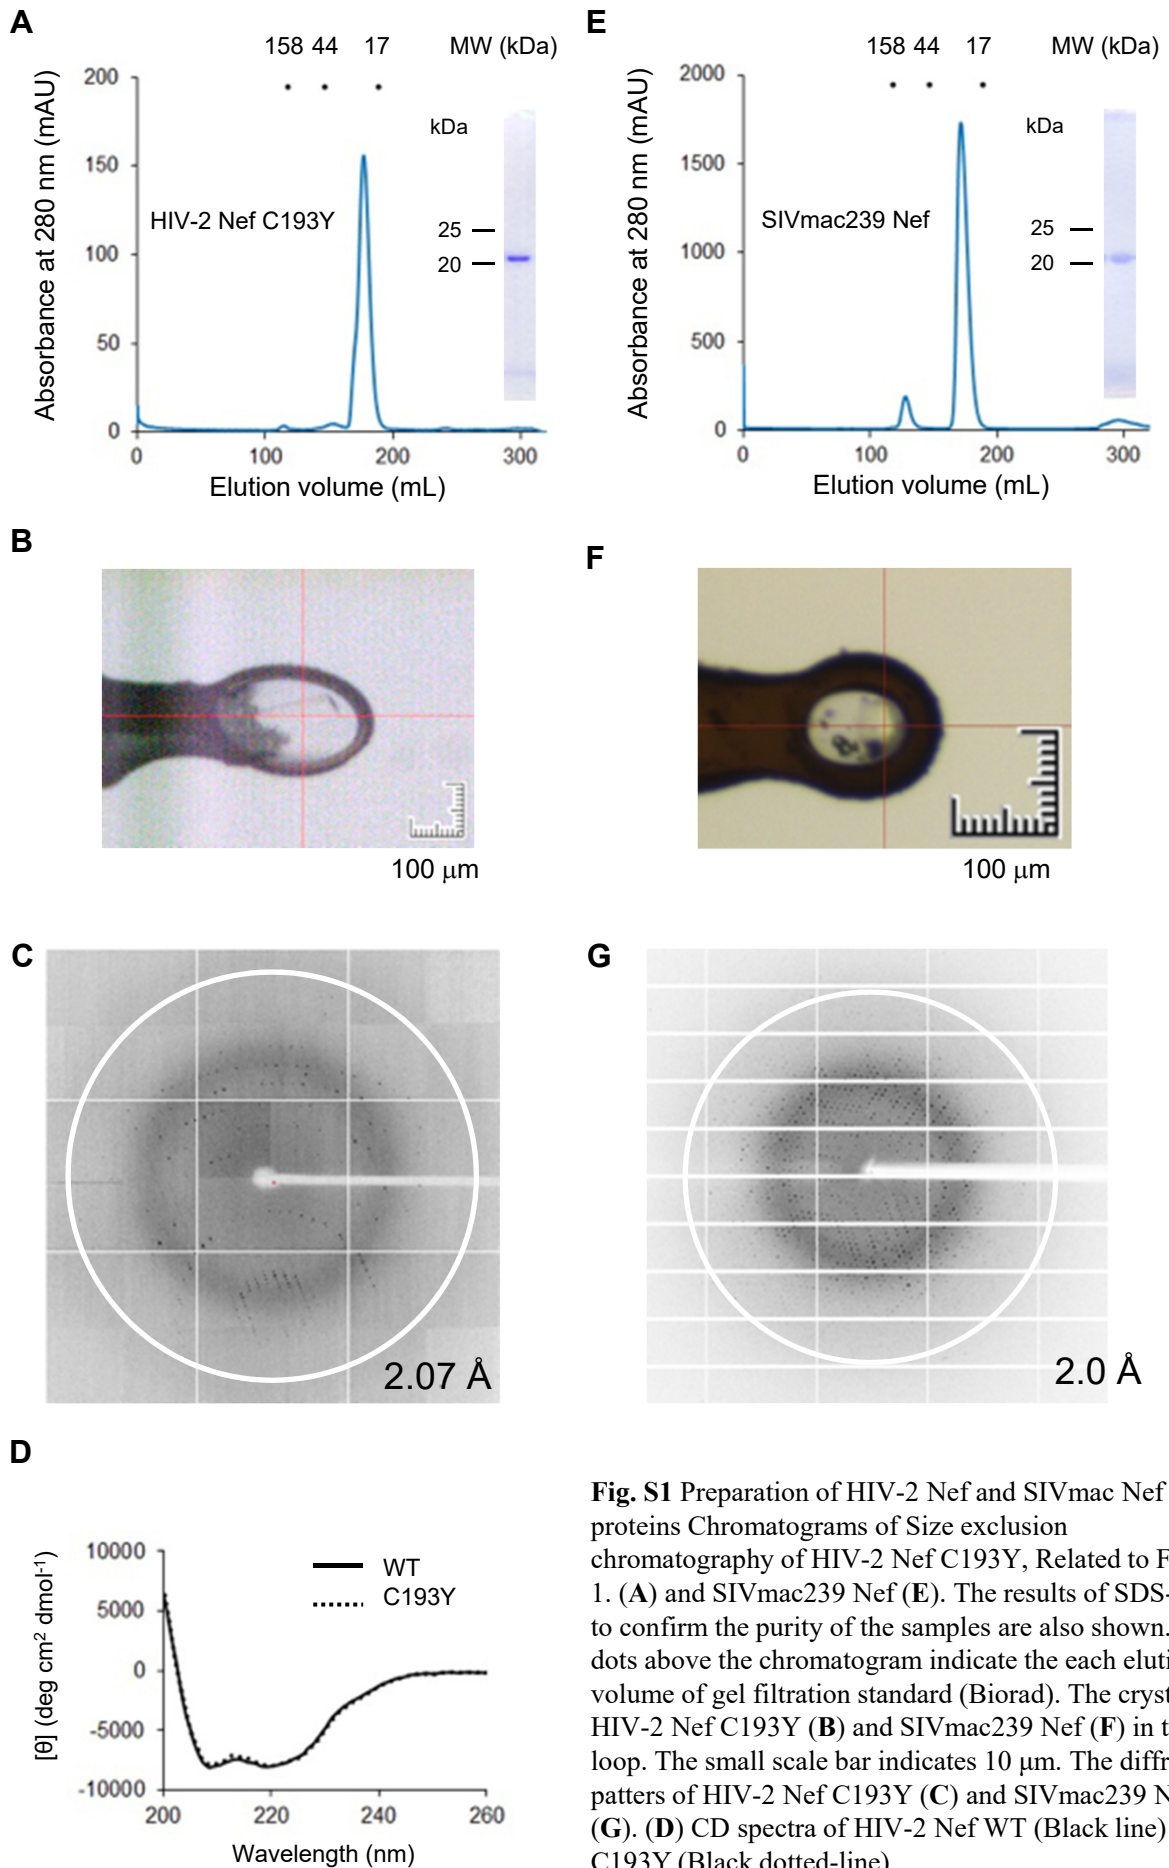 A
158 44 17 MW (kDa)
200
150
100
50
0
Absorbance at 280 nm (mAU)
HIV-2 Nef C193Y
kDa
25
20
0 100 200 300
Elution volume (mL)
E
158 44 17 MW (kDa)
2000
1500
1000
500
0
Absorbance at 280 nm (mAU)
SIVmac239 Nef
kDa
25
20
0 100 200 300
Elution volume (mL)
B
100 μm
F
100 μm
C
2.07 Å
G
2.0 Å
D
10000
5000
0
-5000
-10000
[θ] (deg cm² dmol⁻¹)
WT
C193Y
200 220 240 260
Wavelength (nm)
Fig. S1 Preparation of HIV-2 Nef and SIVmac Nef
proteins Chromatograms of Size exclusion
chromatography of HIV-2 Nef C193Y, Related to
1. (A) and SIVmac239 Nef (E). The results of SDS-
to confirm the purity of the samples are also shown.
dots above the chromatogram indicate the each
volume of gel filtration standard (Biorad). The
HIV-2 Nef C193Y (B) and SIVmac239 Nef (F) in
loop. The small scale bar indicates 10 μm. The
patters of HIV-2 Nef C193Y (C) and SIVmac239
(G). (D) CD spectra of HIV-2 Nef WT (Black line)
C193Y (Black dotted-line)